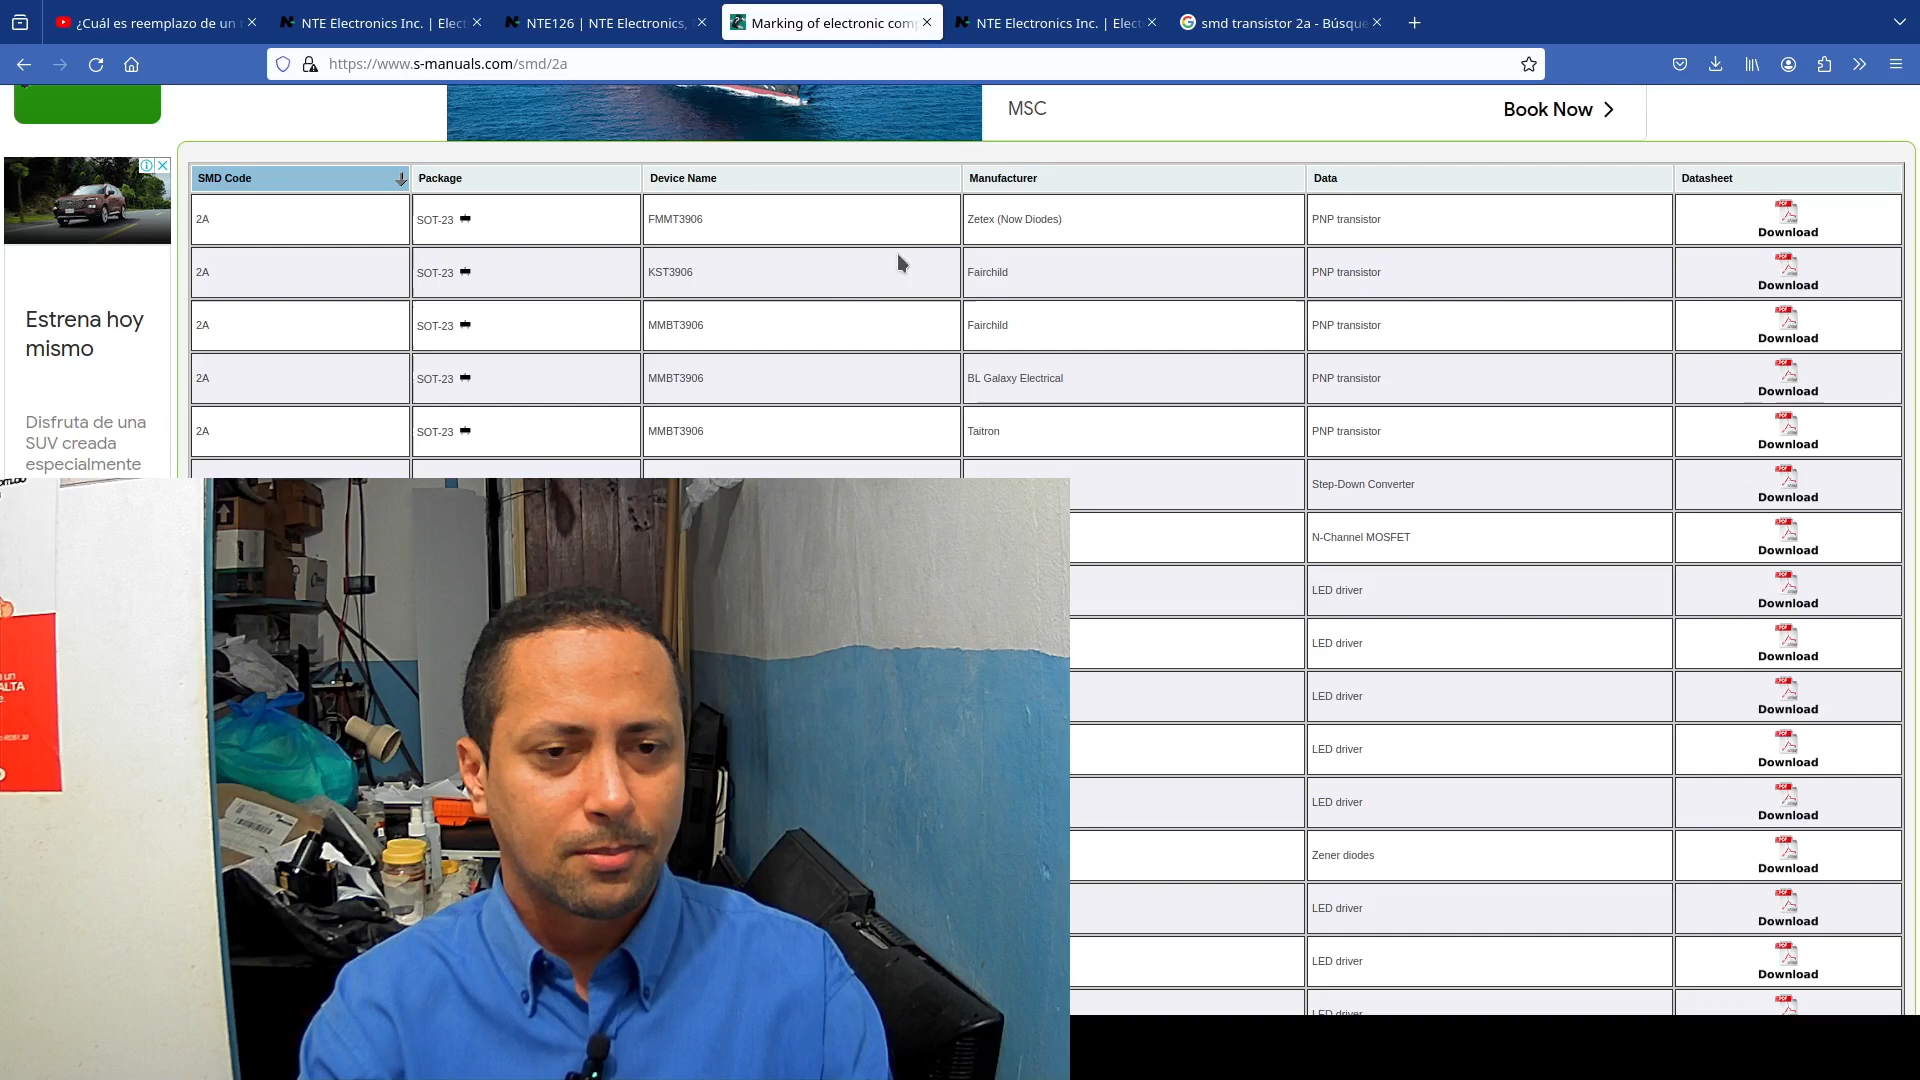 ¿Cuál es reemplazo de un
NTE Electronics Inc. | Elect
NTE126 | NTE Electronics,
Marking of electronic com
NTE Electronics Inc. | Elect
smd transistor 2a - Búsque
https://www.s-manuals.com/smd/2a
MSC
Book Now
Estrena hoy
mismo
Disfruta de una
SUV creada
especialmente
SMD Code Package Device Name Manufacturer Data Datasheet
2A SOT-23 FMMT3906 Zetex (Now Diodes) PNP transistor Download
2A SOT-23 KST3906 Fairchild PNP transistor Download
2A SOT-23 MMBT3906 Fairchild PNP transistor Download
2A SOT-23 MMBT3906 BL Galaxy Electrical PNP transistor Download
2A SOT-23 MMBT3906 Taitron PNP transistor Download
Step-Down Converter Download
N-Channel MOSFET Download
LED driver Download
LED driver Download
LED driver Download
LED driver Download
LED driver Download
Zener diodes Download
LED driver Download
LED driver Download
LED driver
un
ALTA